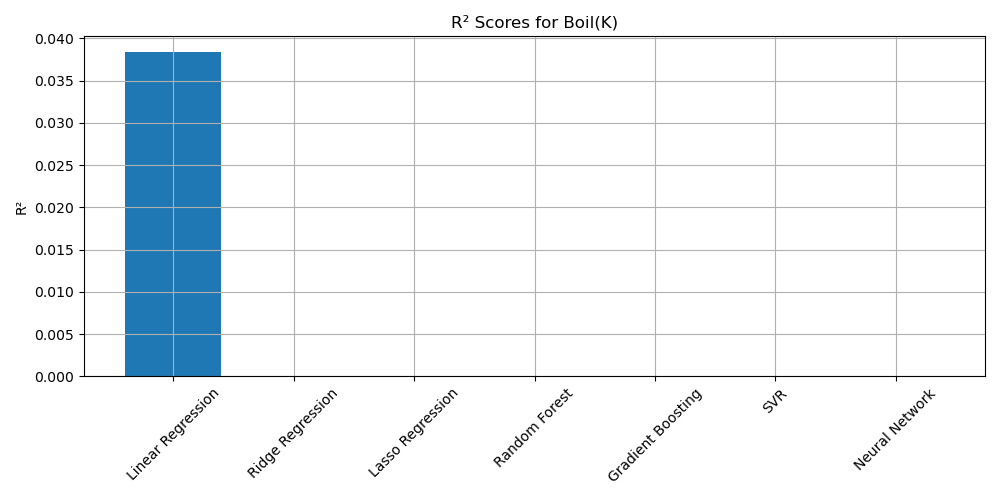 R² Scores for Boil(K)
R²
0.040
0.035
0.030
0.025
0.020
0.015
0.010
0.005
0.000
Linear Regression
Ridge Regression
Lasso Regression
Random Forest
Gradient Boosting
SVR
Neural Network